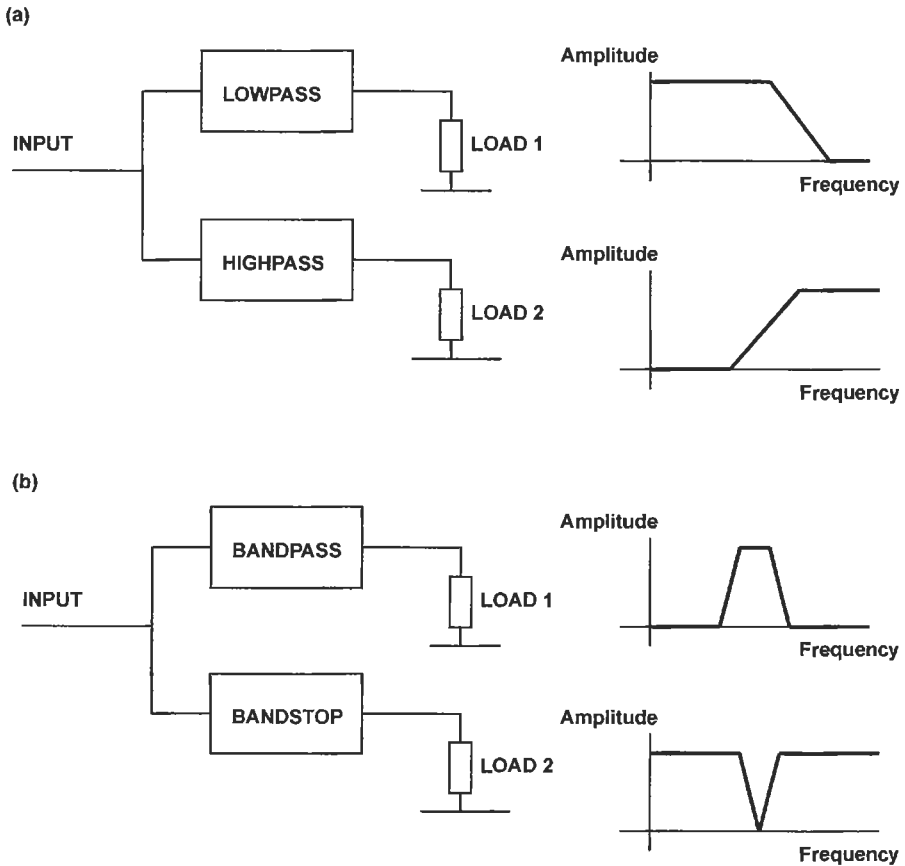 (a)
LOWPASS
INPUT
LOAD 1
HIGHPASS
LOAD 2
Amplitude
Frequency
Amplitude
Frequency
(b)
BANDPASS
INPUT
LOAD 1
BANDSTOP
LOAD 2
Amplitude
Frequency
Amplitude
Frequency